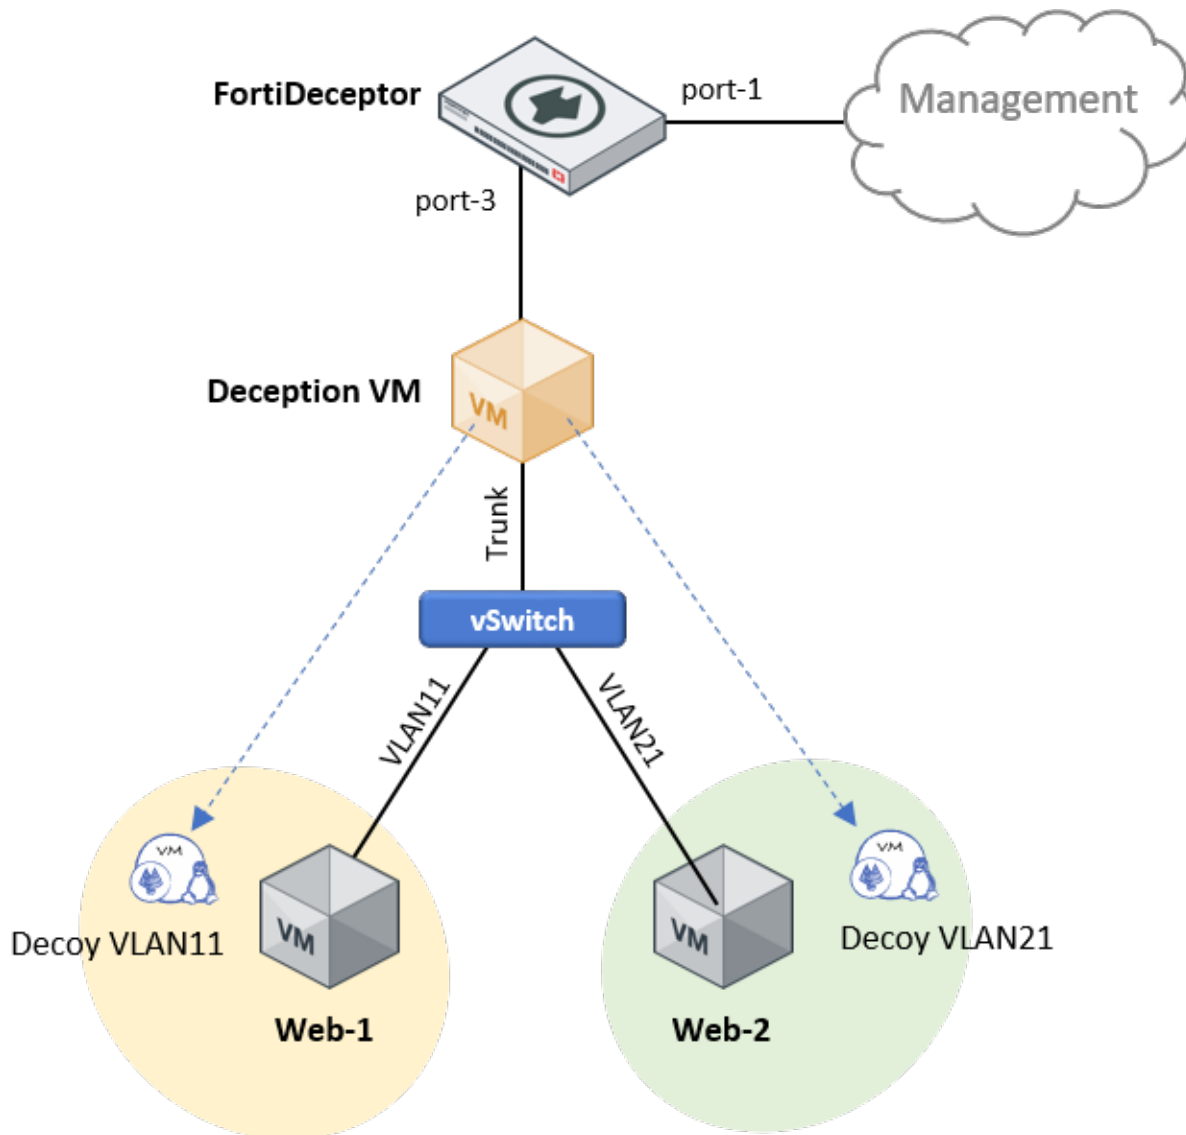 FortiDeceptor
port-1
Management
port-3
Deception VM
VM
Trunk
vSwitch
VLAN11
VLAN21
VM
VM
Decoy VLAN11
VM
VM
Decoy VLAN21
Web-1
Web-2